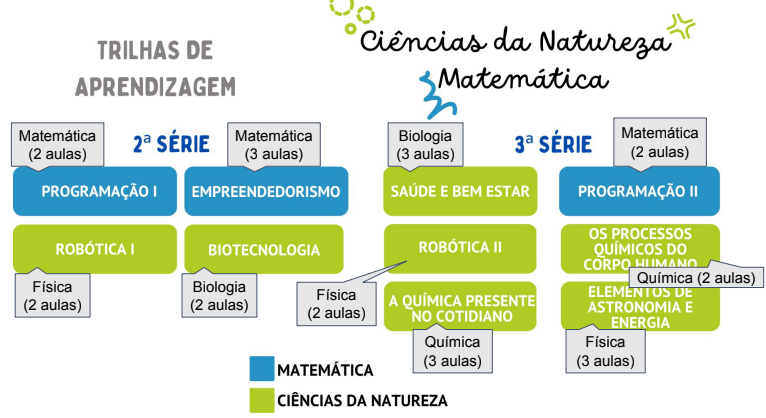 TRILHAS DE
APRENDIZAGEM
Ciências da Natureza
Matemática
Matemática
(2 aulas)
2ª SÉRIE
Matemática
(3 aulas)
Biologia
(3 aulas)
3ª SÉRIE
Matemática
(2 aulas)
PROGRAMAÇÃO I
EMPREENDEDORISMO
SAÚDE E BEM ESTAR
PROGRAMAÇÃO II
ROBÓTICA I
BIOTECNOLOGIA
ROBÓTICA II
OS PROCESSOS
QUÍMICOS DO
CORPO HUMANO
Química (2 aulas)
Física
(2 aulas)
Biologia
(2 aulas)
Física
(2 aulas)
A QUÍMICA PRESENTE
NO COTIDIANO
ELEMENTOS DE
ASTRONOMIA E
ENERGIA
Química
(3 aulas)
Física
(3 aulas)
MATEMÁTICA
CIÊNCIAS DA NATUREZA